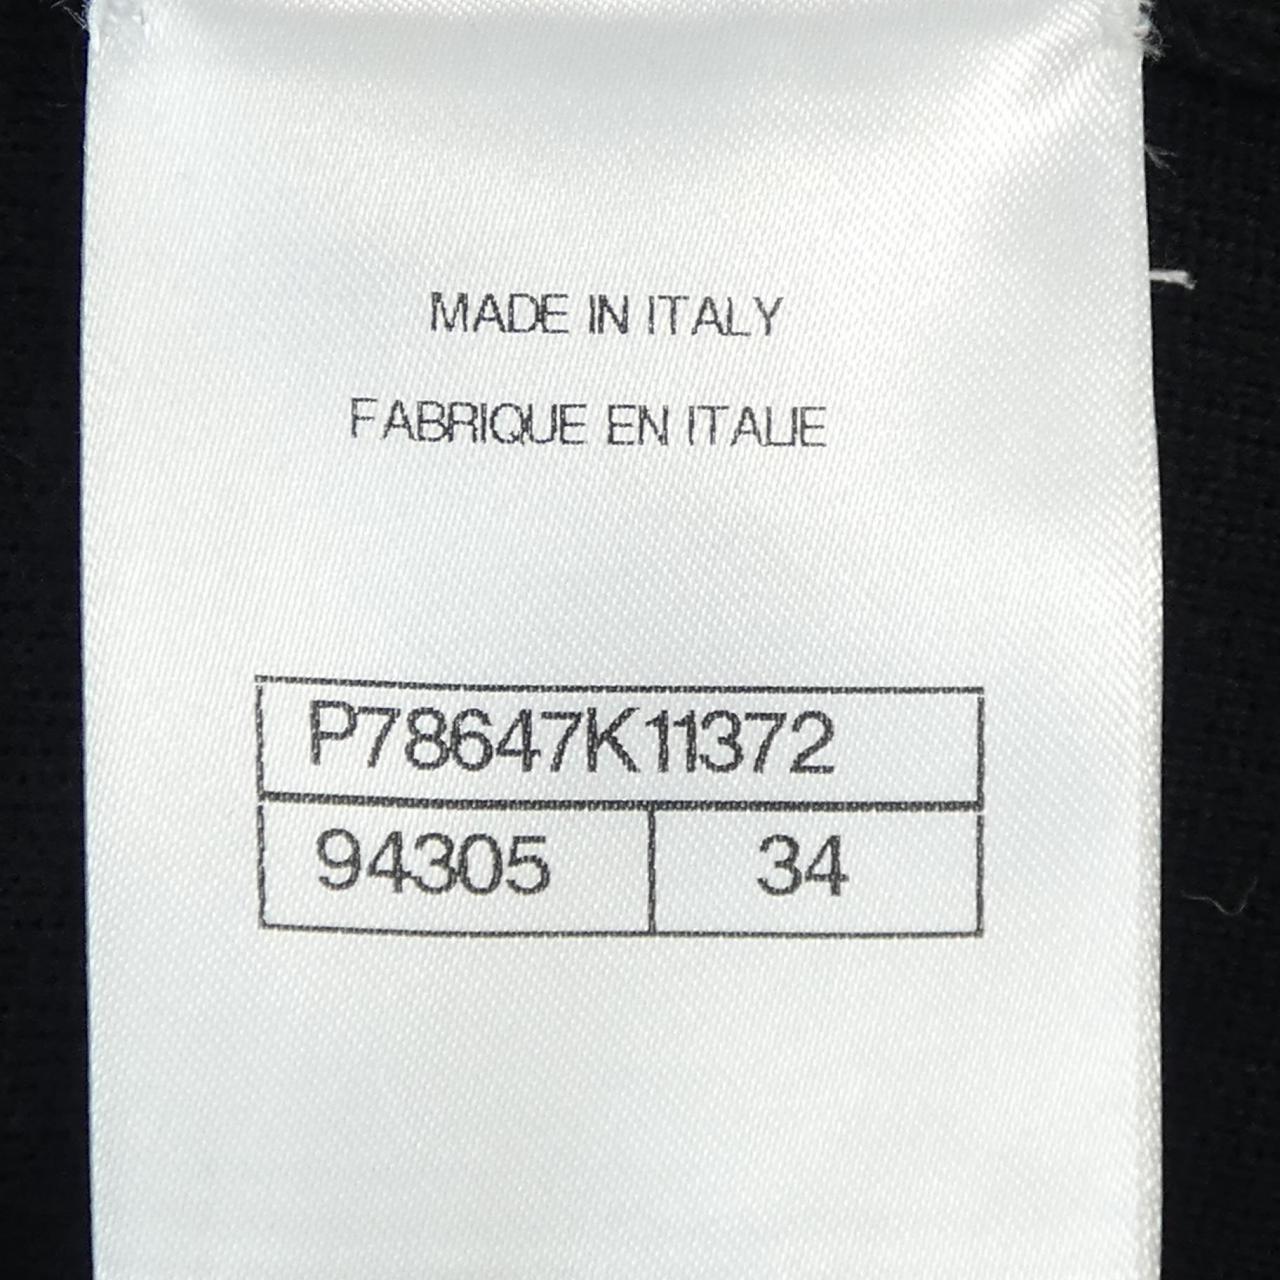 MADE IN ITALY
FABRIQUE EN ITALIE
P78647K11372
94305 34